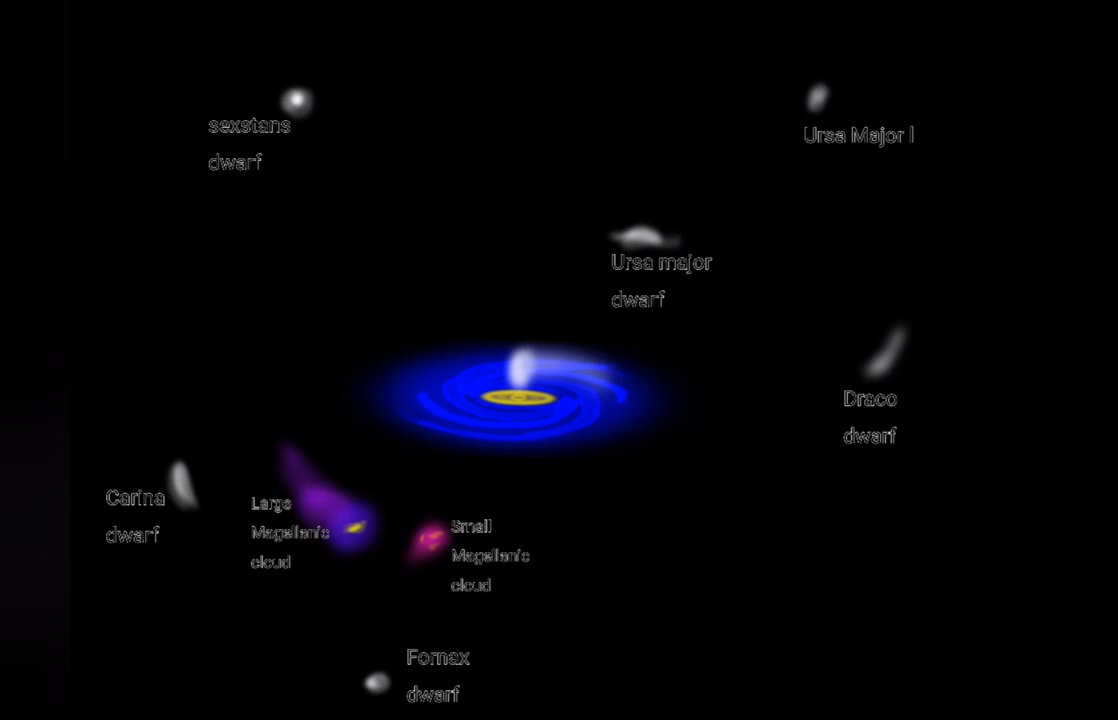 sexstans
dwarf
Ursa Major I
Ursa major
dwarf
Draco
dwarf
Carina
dwarf
Large
Magellanic
cloud
Small
Magellanic
cloud
Fornax
dwarf